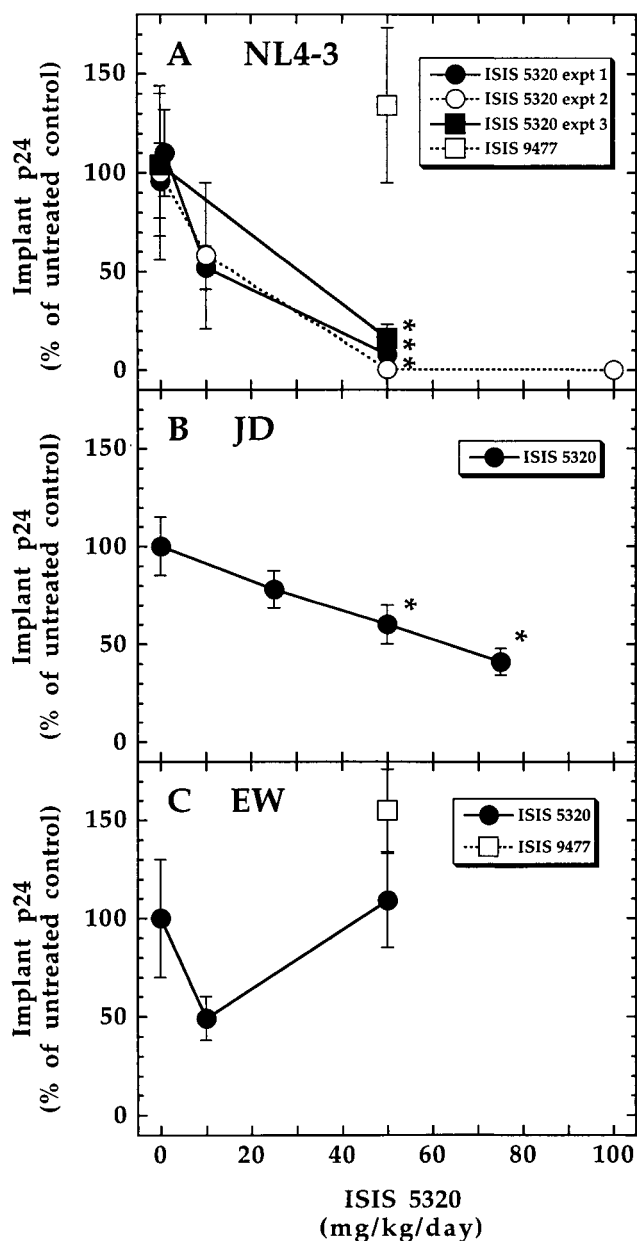 A NL4-3
ISIS 5320 expt 1
ISIS 5320 expt 2
ISIS 5320 expt 3
ISIS 9477
Implant p24
(% of untreated control)
150
100
50
0
*
*
*
B JD
ISIS 5320
Implant p24
(% of untreated control)
150
100
50
0
*
*
C EW
ISIS 5320
ISIS 9477
Implant p24
(% of untreated control)
150
100
50
0
0 20 40 60 80 100
ISIS 5320
(mg/kg/day)